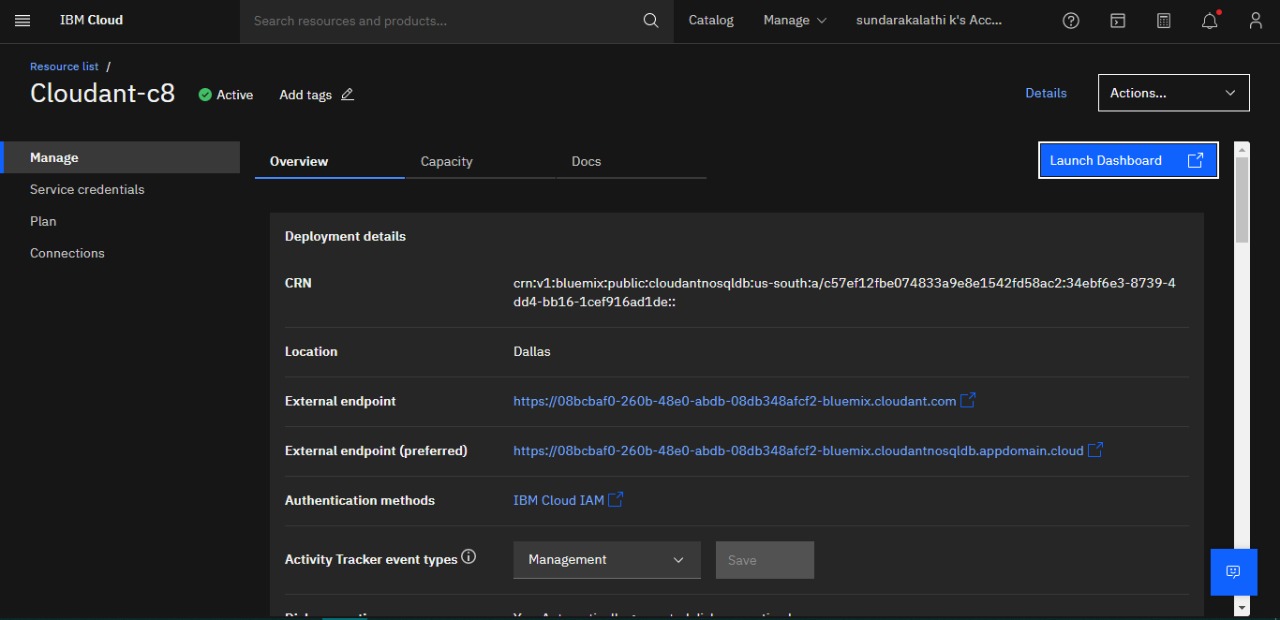 IBM Cloud
Search resources and products...
Catalog
Manage
sundarakalathi k's Acc...
Resource list /
Cloudant-c8
Active
Add tags
Details
Actions...
Manage
Service credentials
Plan
Connections
Overview
Capacity
Docs
Launch Dashboard
Deployment details
CRN
crn:v1:bluemix:public:cloudantnosqldb:us-south:a/c57ef12fbe074833a9e8e1542fd58ac2:34ebf6e3-8739-4
dd4-bb16-1cef916ad1de::
Location
Dallas
External endpoint
https://08bcbaf0-260b-48e0-abdb-08db348afcf2-bluemix.cloudant.com
External endpoint (preferred)
https://08bcbaf0-260b-48e0-abdb-08db348afcf2-bluemix.cloudantnosqldb.appdomain.cloud
Authentication methods
IBM Cloud IAM
Activity Tracker event types
Management
Save